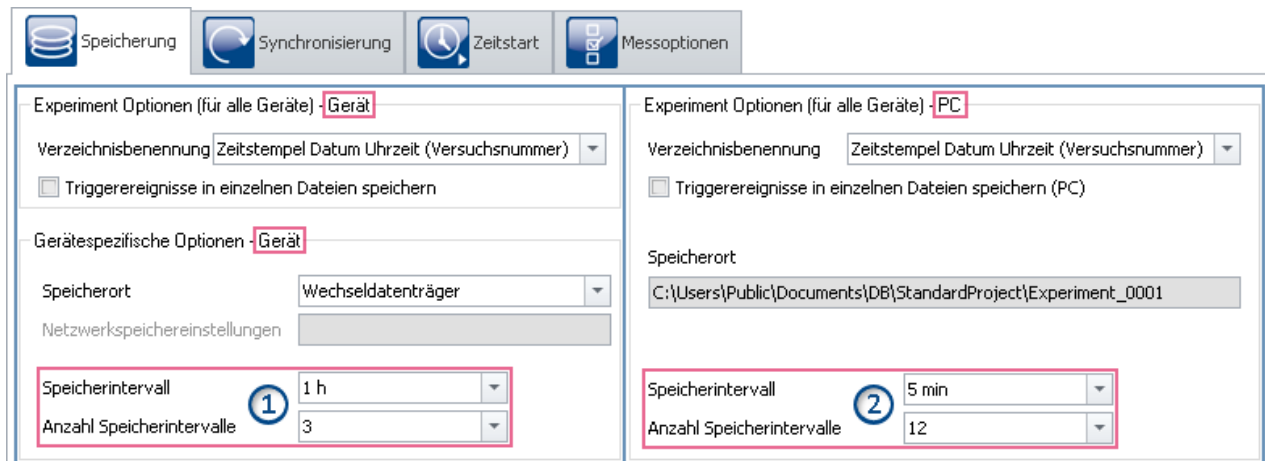 Speicherung Synchronisierung Zeitstart Messoptionen
Experiment Optionen (für alle Geräte) - Gerät
Verzeichnisbenennung Zeitstempel Datum Uhrzeit (Versuchsnummer)
Triggerereignisse in einzelnen Dateien speichern
Gerätespezifische Optionen - Gerät
Speicherort Wechseldatenträger
Netzwerkspeichereinstellungen
Speicherintervall 1 h
1
Anzahl Speicherintervalle 3
Experiment Optionen (für alle Geräte) - PC
Verzeichnisbenennung Zeitstempel Datum Uhrzeit (Versuchsnummer)
Triggerereignisse in einzelnen Dateien speichern (PC)
Speicherort
C:\Users\Public\Documents\DB\StandardProject\Experiment_0001
Speicherintervall 5 min
2
Anzahl Speicherintervalle 12